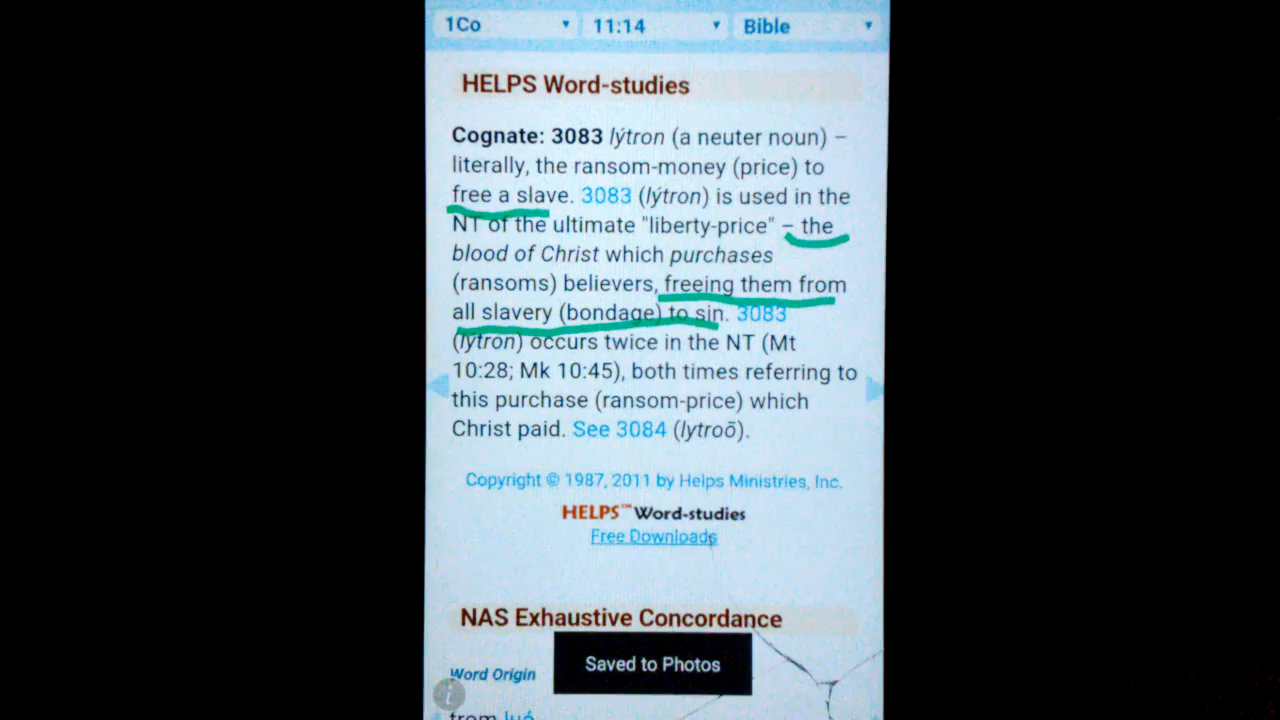 1Co 11:14 Bible
HELPS Word-studies
Cognate: 3083 lýtron (a neuter noun) –
literally, the ransom-money (price) to
free a slave. 3083 (lýtron) is used in the
NT of the ultimate "liberty-price" – the
blood of Christ which purchases
(ransoms) believers, freeing them from
all slavery (bondage) to sin. 3083
(lýtron) occurs twice in the NT (Mt
10:28; Mk 10:45), both times referring to
this purchase (ransom-price) which
Christ paid. See 3084 (lytroō).
Copyright © 1987, 2011 by Helps Ministries, Inc.
HELPS™ Word-studies
Free Downloads
NAS Exhaustive Concordance
Saved to Photos
Word Origin
from luó